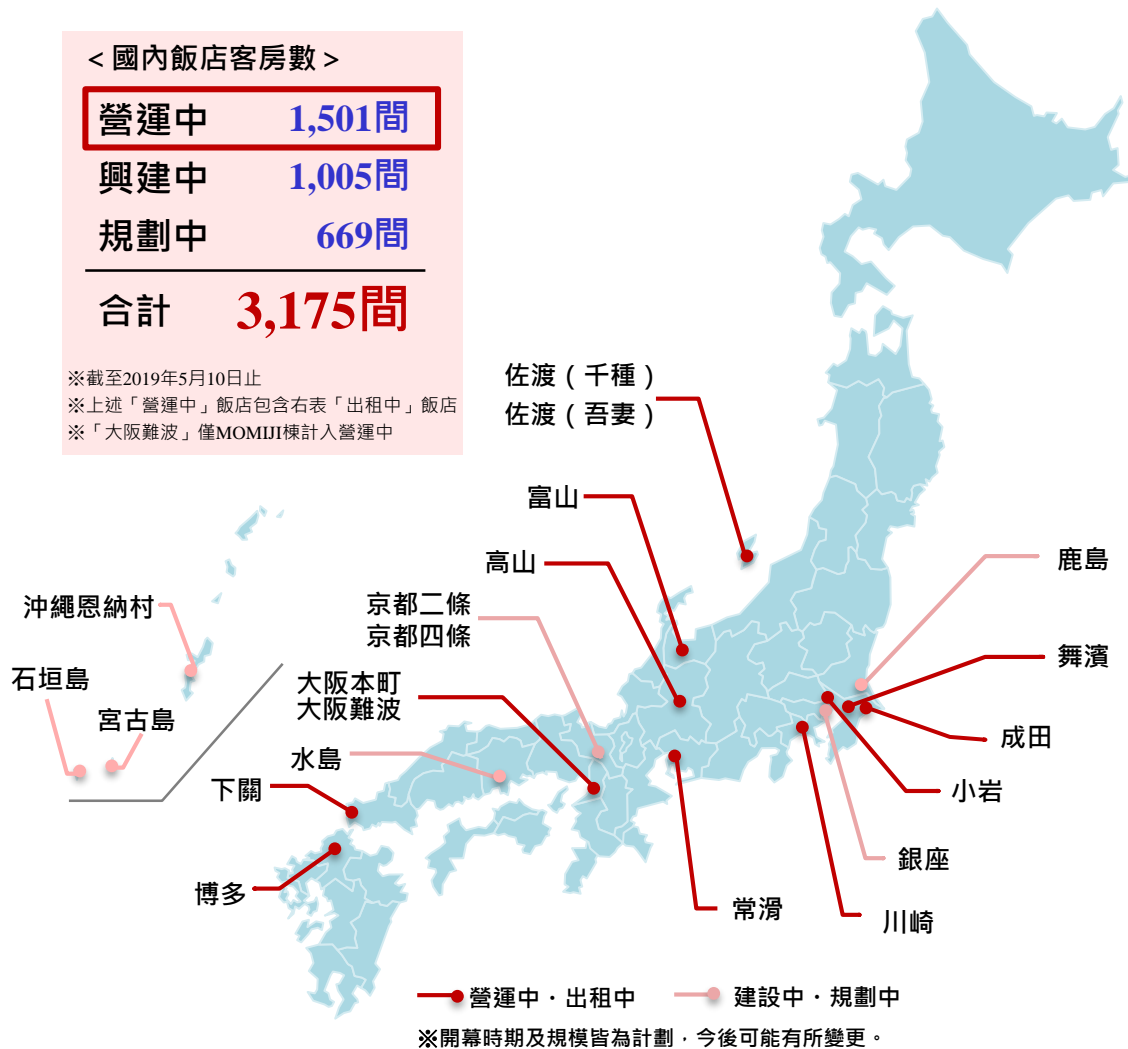 ＜國內飯店客房數＞
營運中 1,501間
興建中 1,005間
規劃中 669間
合計 3,175間
※截至2019年5月10日止
※上述「營運中」飯店包含右表「出租中」飯店
※「大阪難波」僅MOMIJI棟計入營運中
佐渡（千種）
佐渡（吾妻）
富山
高山
鹿島
京都二條
京都四條
沖繩恩納村
舞濱
石垣島
大阪本町
大阪難波
宮古島
成田
水島
下關
小岩
銀座
博多
常滑
川崎
營運中・出租中 建設中・規劃中
※開幕時期及規模皆為計劃，今後可能有所變更。